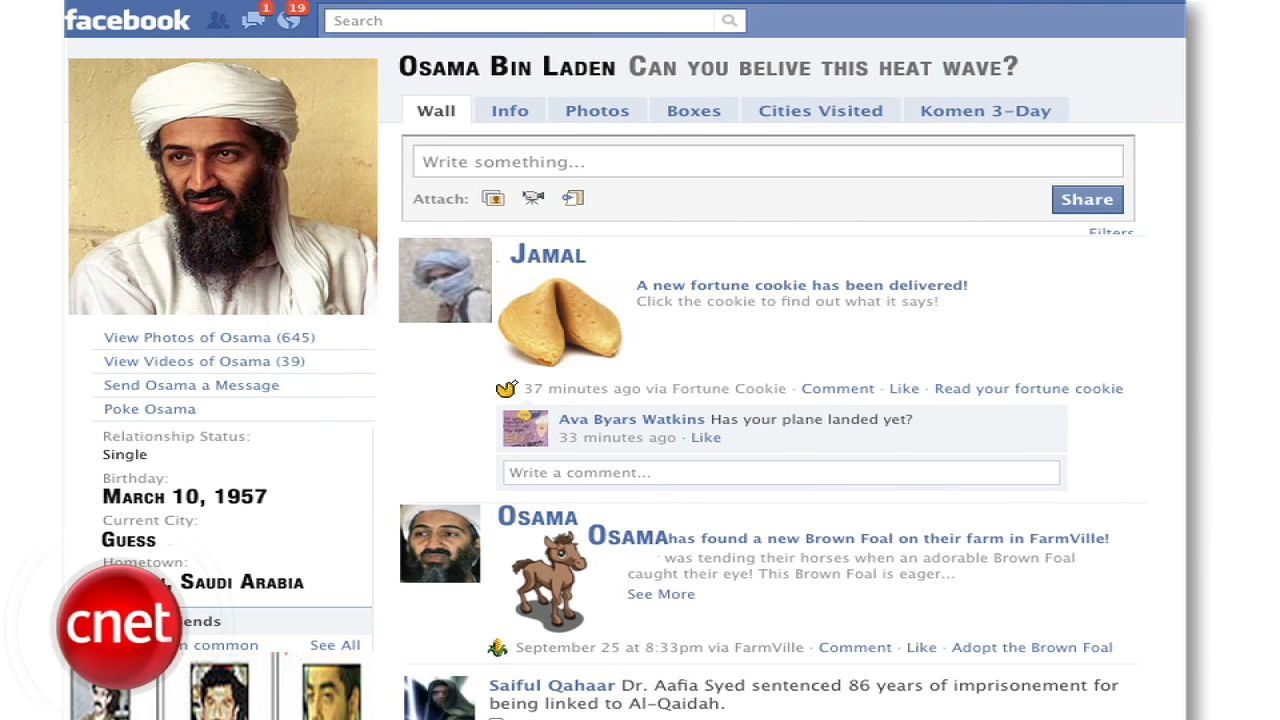 facebook
1
19
Search
Osama Bin Laden Can you belive this heat wave?
Wall Info Photos Boxes Cities Visited Komen 3-Day
Write something...
Attach:
Share
Filters
Jamal
A new fortune cookie has been delivered!
Click the cookie to find out what it says!
37 minutes ago via Fortune Cookie · Comment · Like · Read your fortune cookie
Ava Byars Watkins Has your plane landed yet?
33 minutes ago · Like
Write a comment...
Osama
Osama has found a new Brown Foal on their farm in FarmVille!
was tending their horses when an adorable Brown Foal
caught their eye! This Brown Foal is eager...
See More
September 25 at 8:33pm via FarmVille · Comment · Like · Adopt the Brown Foal
Saiful Qahaar Dr. Aafia Syed sentenced 86 years of imprisonement for
being linked to Al-Qaidah.
View Photos of Osama (645)
View Videos of Osama (39)
Send Osama a Message
Poke Osama
Relationship Status:
Single
Birthday:
March 10, 1957
Current City:
Guess
Hometown:
, Saudi Arabia
ends
common
See All
cnet